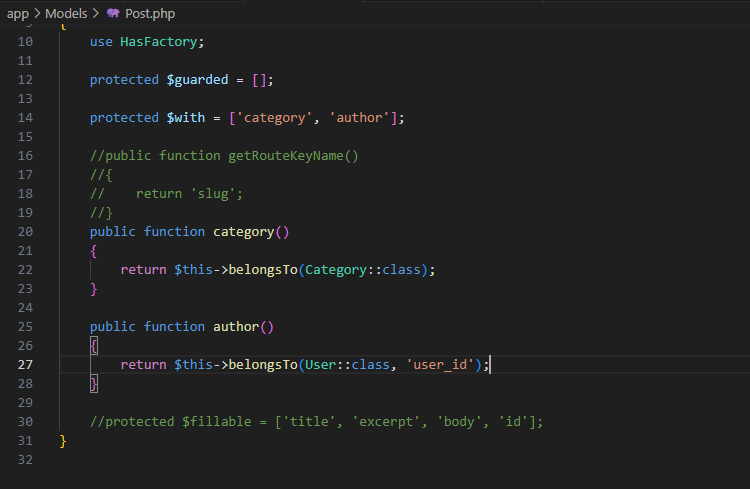 app > Models > Post.php
9 {
10 use HasFactory;
11
12 protected $guarded = [];
13
14 protected $with = ['category', 'author'];
15
16 //public function getRouteKeyName()
17 //{
18 //    return 'slug';
19 //}
20 public function category()
21 {
22     return $this->belongsTo(Category::class);
23 }
24
25 public function author()
26 {
27     return $this->belongsTo(User::class, 'user_id');
28 }
29
30 //protected $fillable = ['title', 'excerpt', 'body', 'id'];
31 }
32